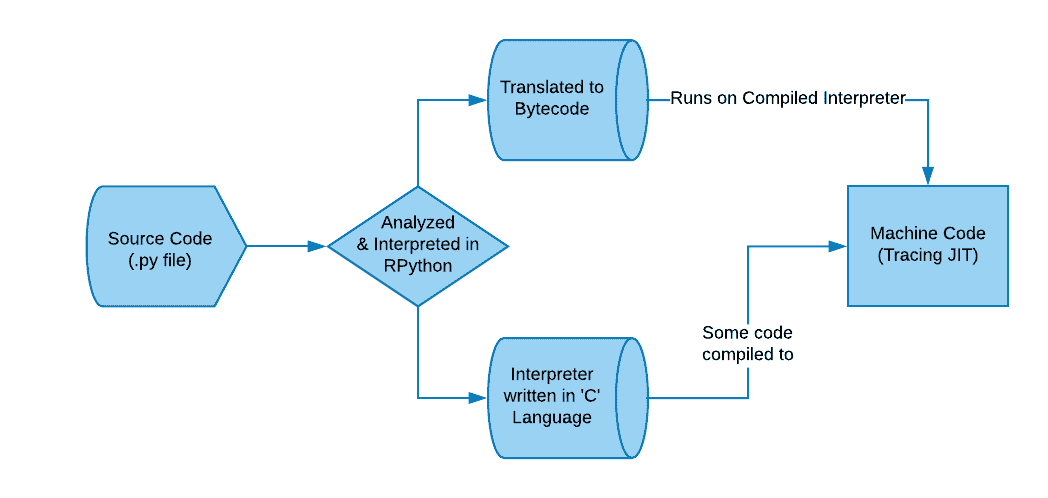 Translated to
Bytecode
Runs on Compiled Interpreter
Source Code
(.py file)
Analyzed
& Interpreted in
RPython
Machine Code
(Tracing JIT)
Some code
compiled to
Interpreter
written in 'C'
Language